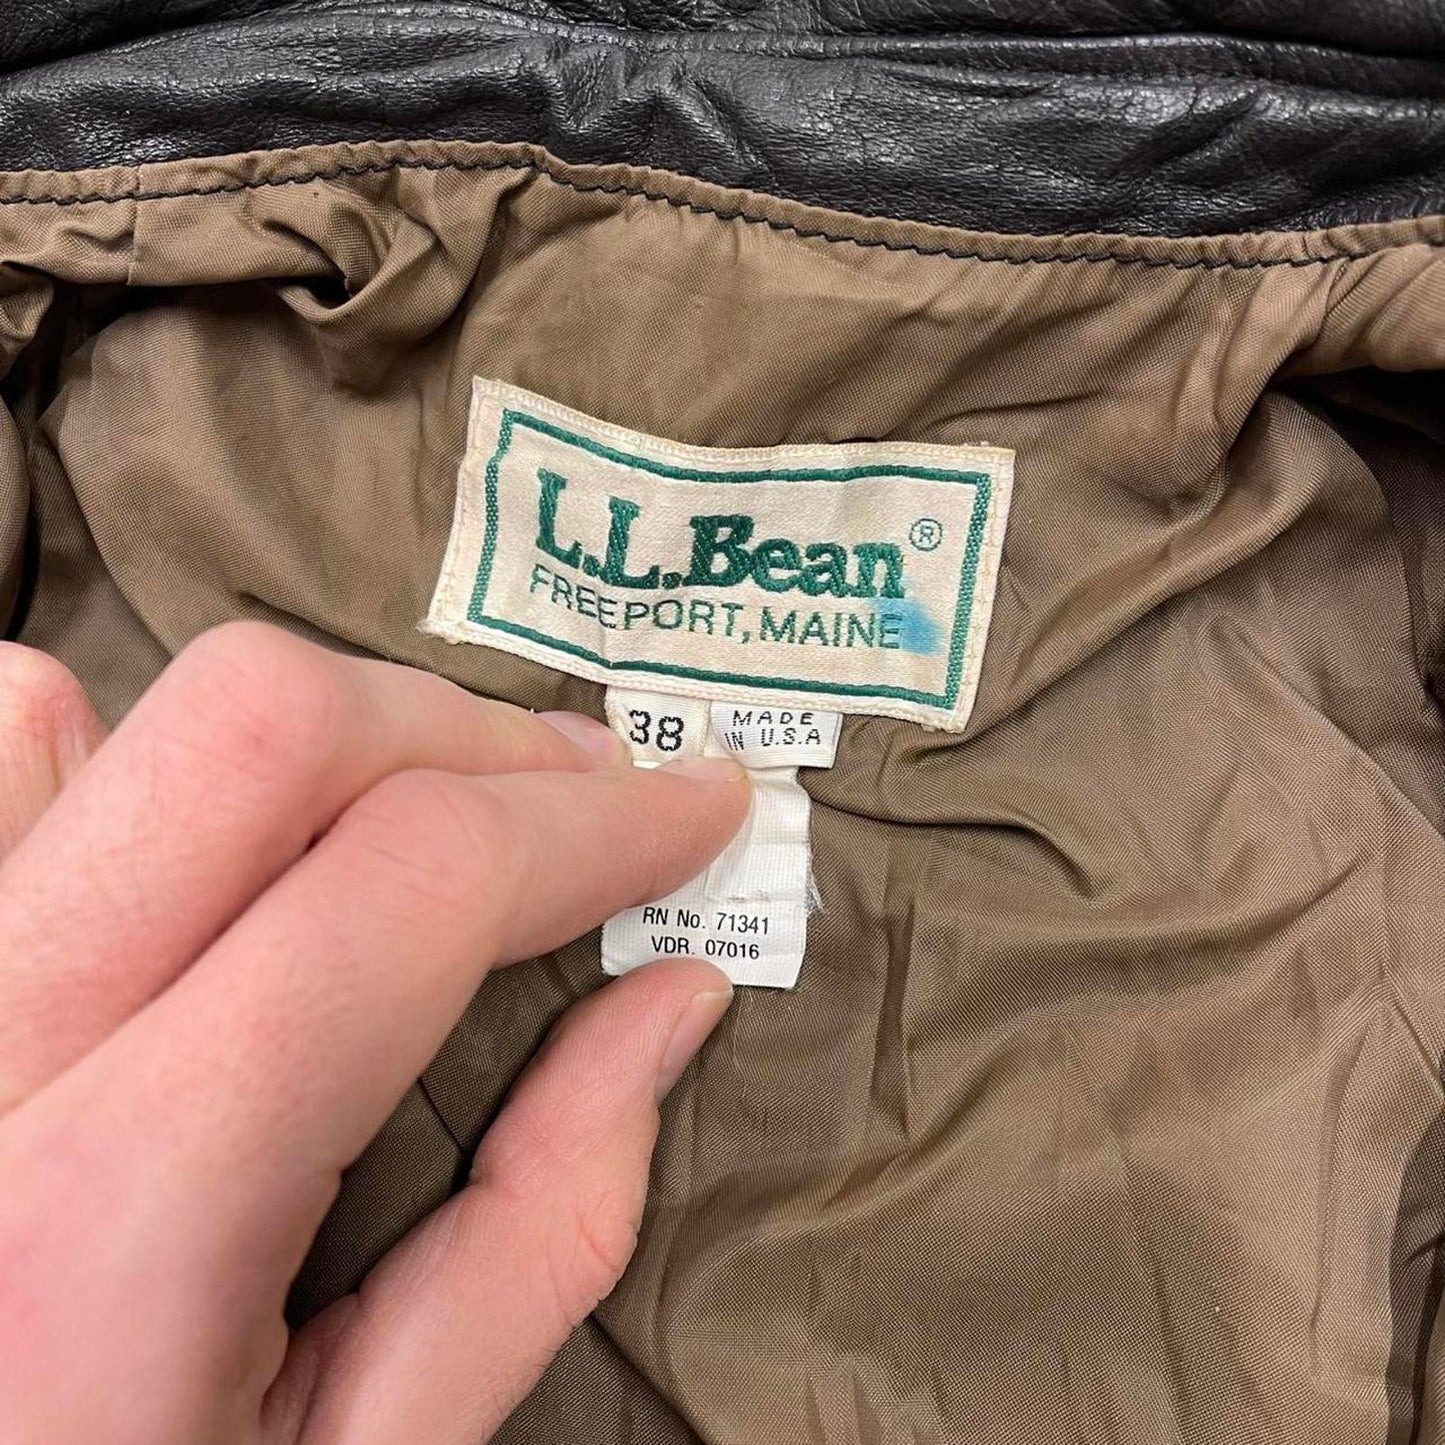 L.L.Bean®
FREEPORT, MAINE
38
MADE
IN U.S.A
RN No. 71341
VDR. 07016